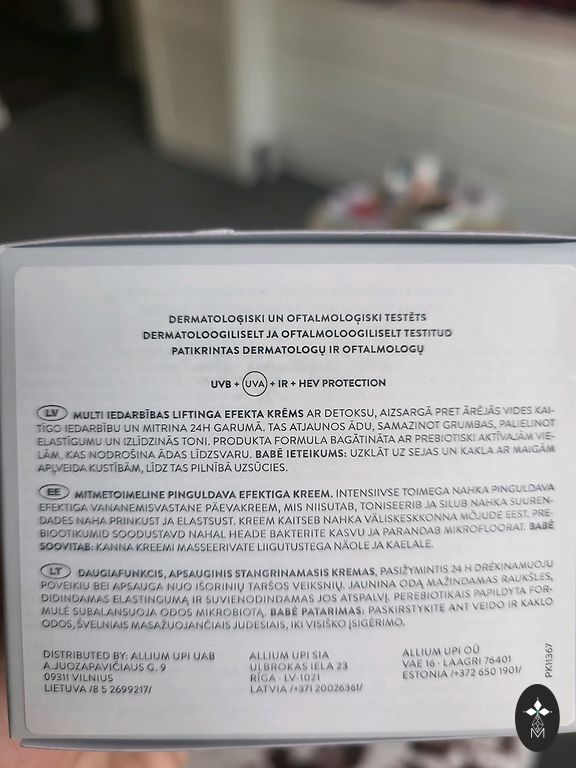 DERMATOLOĢISKI UN OFTALMOLOĢISKI TESTĒTS
DERMATOLOOGILISELT JA OFTALMOLOOGILISELT TESTITUD
PATIKRINTAS DERMATOLOGŲ IR OFTALMOLOGŲ
UVB + UVA + IR + HEV PROTECTION
LV MULTI IEDARBĪBAS LIFTINGA EFEKTA KRĒMS AR DETOKSU, AIZSARGĀ PRET ĀRĒJĀS VIDES KAI-
TĪGO IEDARBĪBU UN MITRINA 24H GARUMĀ. TAS ATJAUNOS ĀDU, SAMAZINOT GRUMBAS, PALIELINOT
ELASTĪGUMU UN IZLĪDZINĀS TONI. PRODUKTA FORMULA BAGĀTINĀTA AR PREBIOTISKI AKTĪVAJĀM VIE-
LĀM, KAS NODROŠINA ĀDAS LĪDZSVARU. BABĒ IETEIKUMS: UZKLĀT UZ SEJAS UN KAKLA AR MAIGĀM
APĻVEIDA KUSTĪBĀM, LĪDZ TAS PILNĪBĀ UZSŪCIES.
EE MITMETOIMELINE PINGULDAVA EFEKTIGA KREEM. INTENSIIVSE TOIMEGA NAHKA PINGULDAVA
EFEKTIGA VANANEMISVASTANE PÄEVAKREEM, MIS NIISUTAB, TONISEERIB JA SILUB NAHKA SUUREN-
DADES NAHA PRINKUST JA ELASTSUST. KREEM KAITSEB NAHKA VÄLISKESKKONNA MÕJUDE EEST. PRE-
BIOOTIKUMID SOODUSTAVD NAHAL HEADE BAKTERITE KASVU JA PARANDAB MIKROFLOORAT. BABÉ
SOOVITAB: KANNA KREEMI MASSEERIVATE LIIGUTUSTEGA NÄOLE JA KAELALE.
LT DAUGIAFUNKCIS, APSAUGINIS STANGRINAMASIS KREMAS, PASIŽYMINTIS 24 H DRĖKINAMUOJU
POVEIKIU BEI APSAUGA NUO IŠORINIŲ TARŠOS VEIKSNIŲ. JAUNINA ODĄ MAŽINDAMAS RAUKŠLES,
DIDINDAMAS ELASTINGUMĄ IR SUVIENODINDAMAS JOS ATSPALVĮ. PEREBIOTIKAIS PAPILDYTA FOR-
MULĖ SUBALANSUOJA ODOS MIKROBIOTĄ. BABÉ PATARIMAS: PASKIRSTYKITE ANT VEIDO IR KAKLO
ODOS, ŠVELNIAIS MASAŽUOJANČIAIS JUDESIAIS, IKI VISIŠKO ĮSIGĖRIMO.
DISTRIBUTED BY: ALLIUM UPI UAB
A.JUOZAPAVIČIAUS G. 9
09311 VILNIUS
LIETUVA /8 5 2699217/
ALLIUM UPI SIA
ULBROKAS IELA 23
RĪGA · LV-1021
LATVIA /+371 20026361/
ALLIUM UPI OÜ
VAE 16 · LAAGRI 76401
ESTONIA /+372 650 1901/
PK11367
M